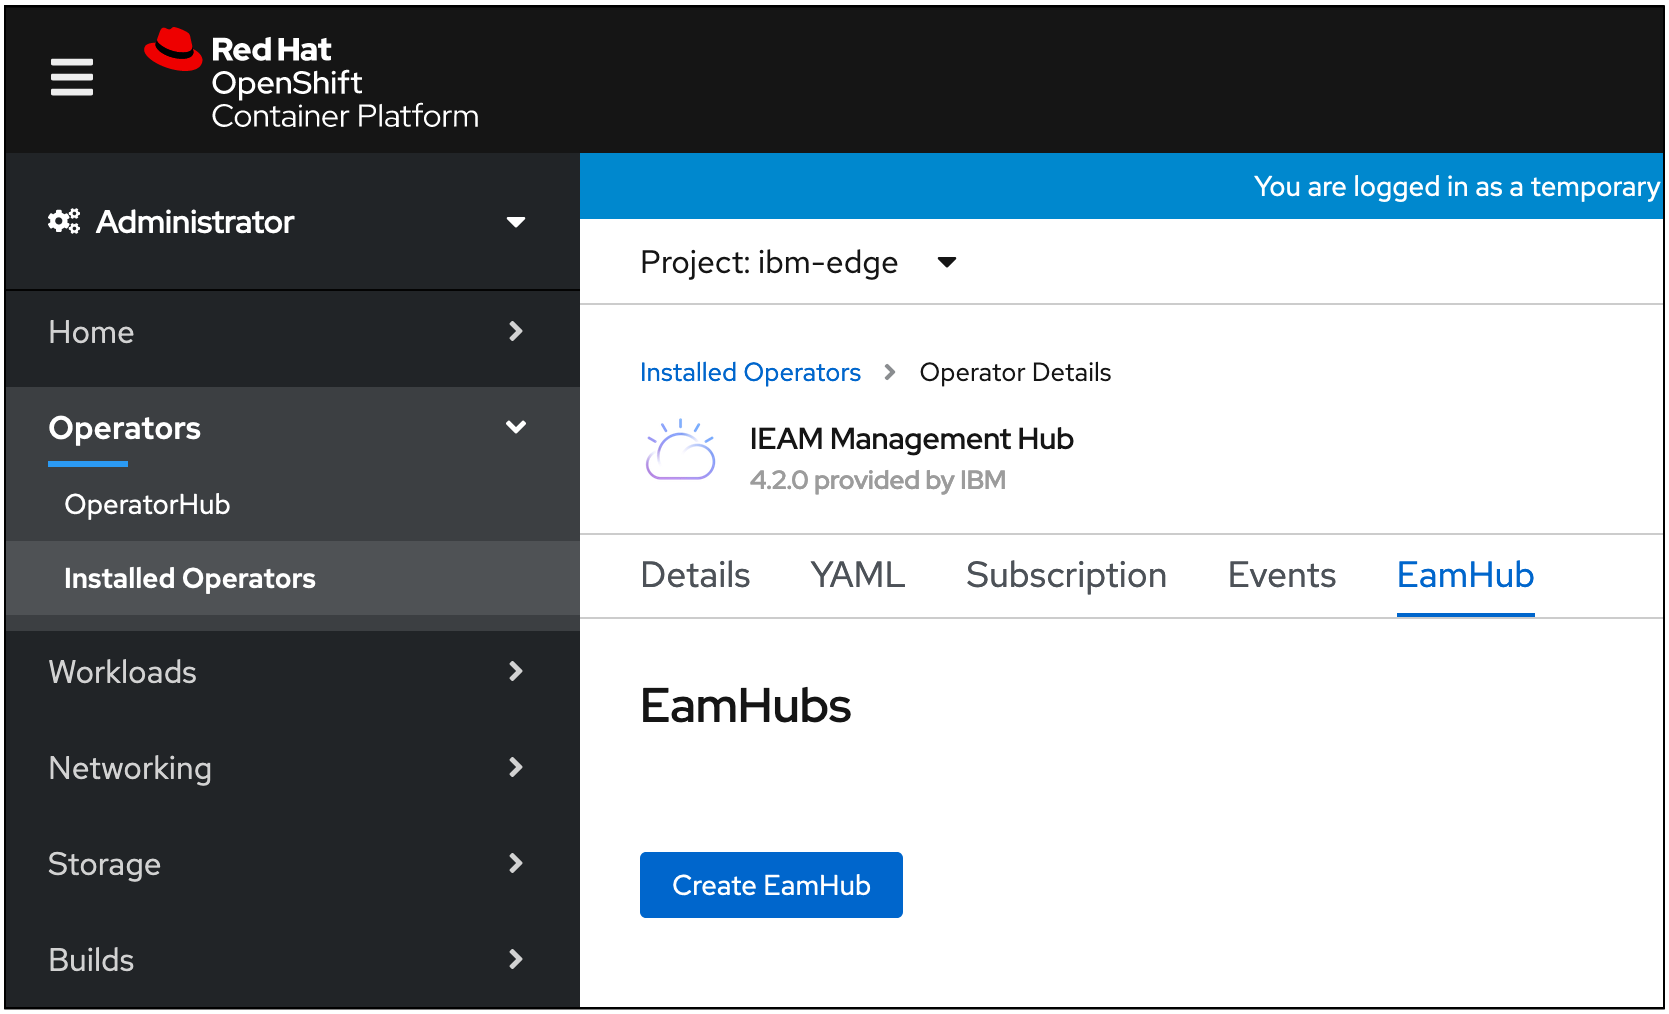 Red Hat
OpenShift
Container Platform
Administrator
Home
Operators
OperatorHub
Installed Operators
Workloads
Networking
Storage
Builds
You are logged in as a temporary
Project: ibm-edge
Installed Operators > Operator Details
IEAM Management Hub
4.2.0 provided by IBM
Details YAML Subscription Events EamHub
EamHubs
Create EamHub